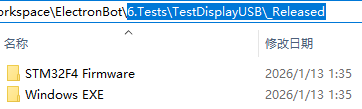 orkspace\ElectronBot\6.Tests\TestDisplayUSB\_Released
名称
修改日期
STM32F4 Firmware
2026/1/13 1:35
Windows EXE
2026/1/13 1:35